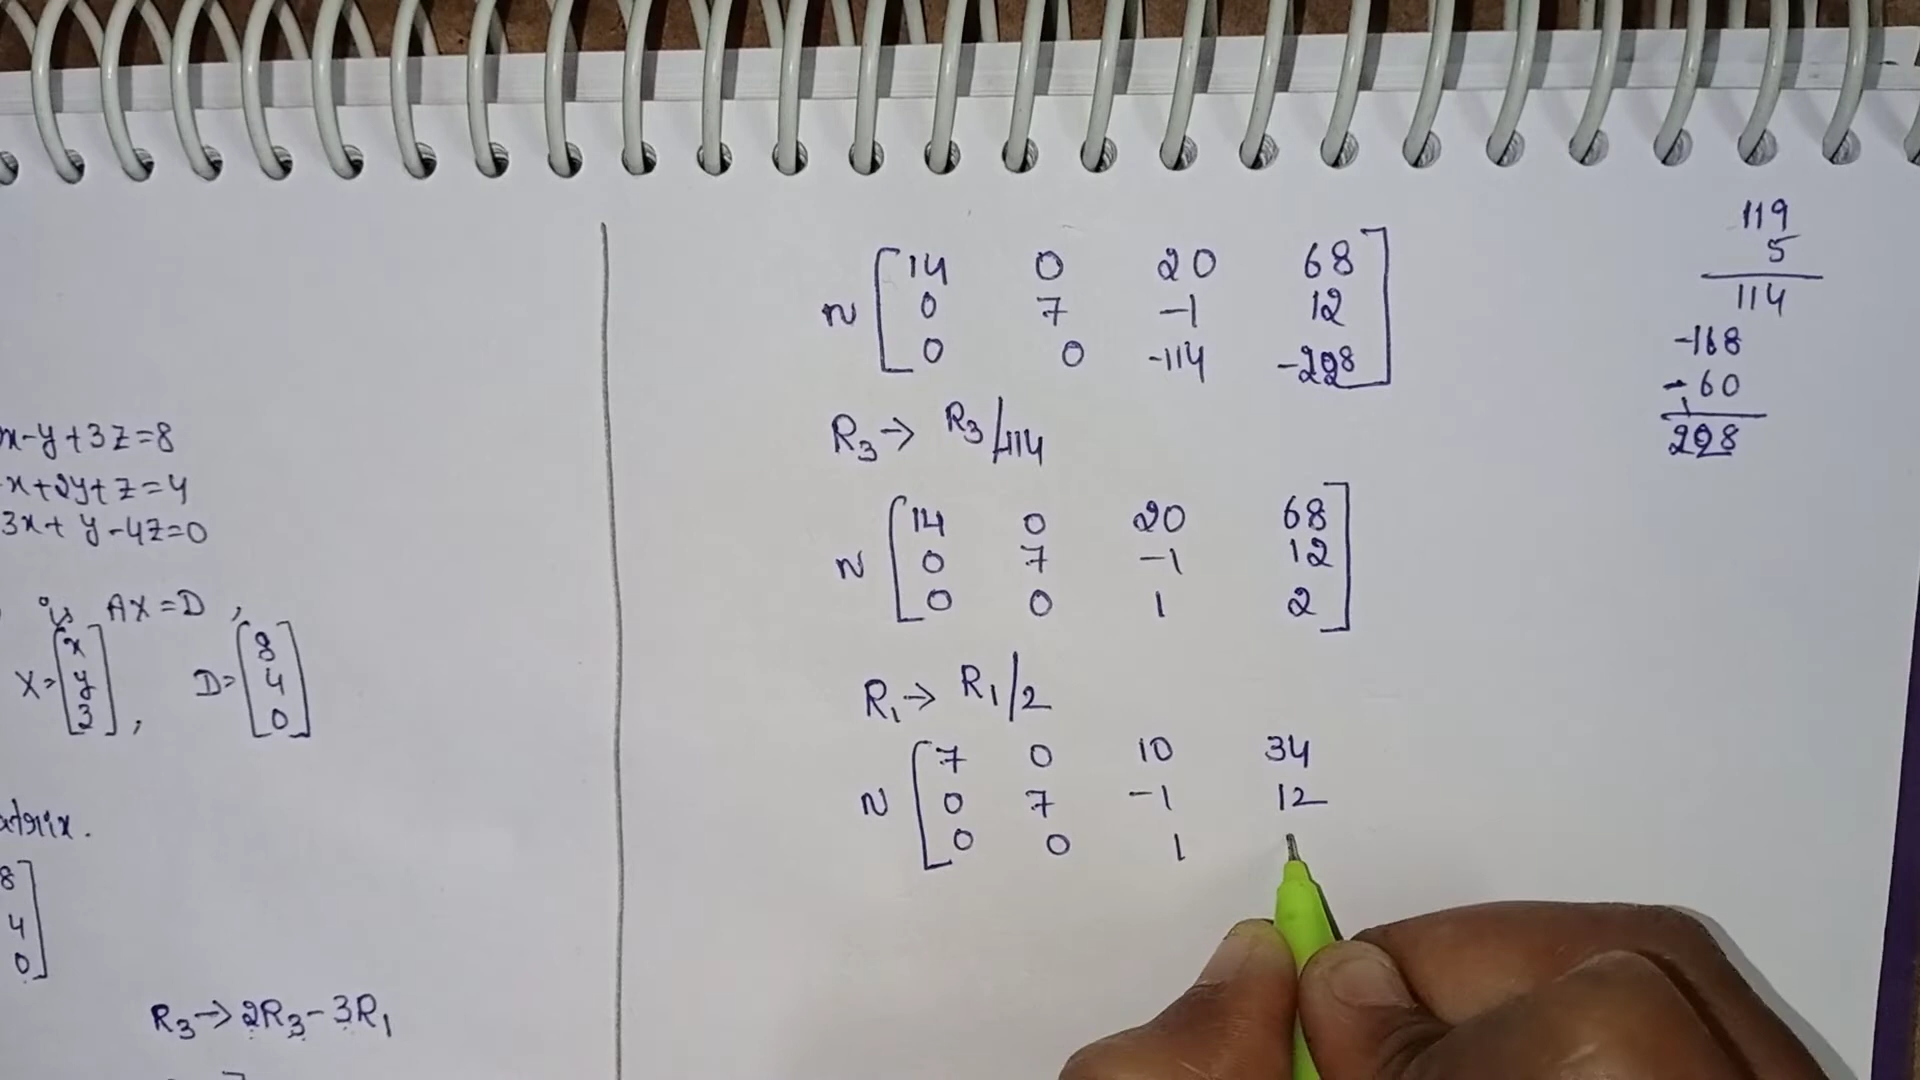 x-y+3z=8
-x+2y+z=4
3x+y-4z=0
is AX=D,
X=[x
y
z], D=[8
4
0]
atrix.
8]
4
0]
R₃→2R₃-3R₁
~[14 0 20 68
0 7 -1 12
0 0 -114 -228]
R₃→R₃/-114
~[14 0 20 68
0 7 -1 12
0 0 1 2]
R₁→R₁/2
~[7 0 10 34
0 7 -1 12
0 0 1
119
5
114
-168
-60
228